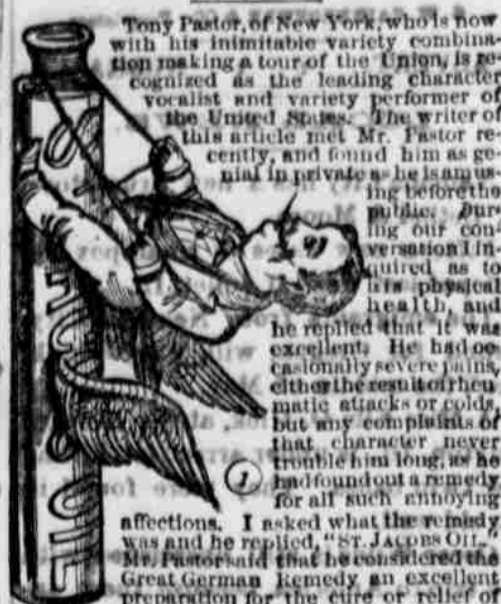 Tony Pastor, of New York, who is now
with his inimitable variety combina-
tion making a tour of the Union, is re-
cognized as the leading character
vocalist and variety performer of
the United States. The writer of
this article met Mr. Pastor re-
cently, and found him as ge-
nial in private as he is amus-
ing before the
public. Dur-
ing our con-
versation I in-
quired as to
his physical
health, and
he replied that it was
excellent. He had oc-
casionally severe pains,
either the result of rheu-
matic attacks or colds,
but any complaints of
that character never
trouble him long, as he
had found out a remedy
for all such annoying
affections. I asked what the remedy
was and he replied, "ST. JACOBS OIL."
Mr. Pastor said that he considered the
Great German Remedy an excellent
preparation for the cure or relief of
1